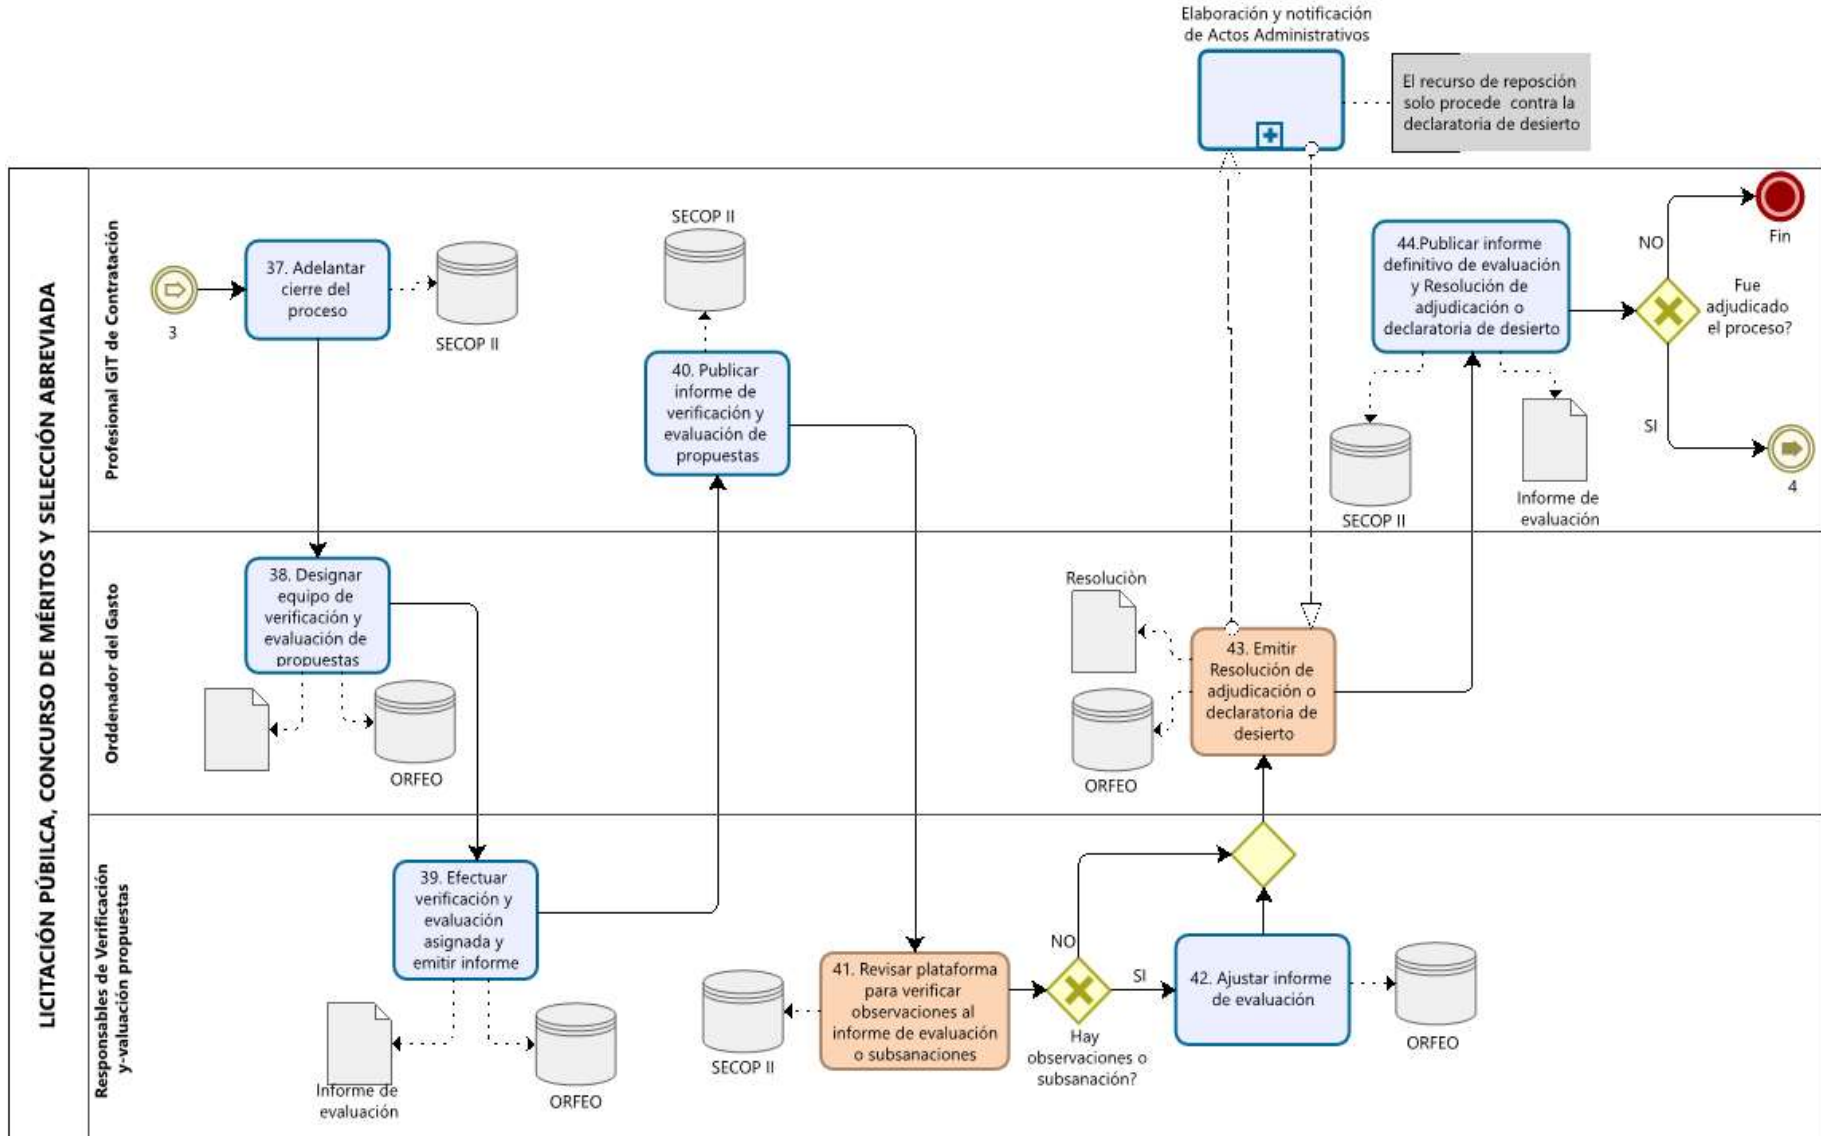 Elaboración y notificación
de Actos Administrativos
El recurso de reposción
solo procede contra la
declaratoria de desierto
LICITACIÓN PÚBILCA, CONCURSO DE MÉRITOS Y SELECCIÓN ABREVIADA
Profesional GIT de Contratación
3
37. Adelantar
cierre del
proceso
SECOP II
SECOP II
40. Publicar
informe de
verificación y
evaluación de
propuestas
44.Publicar informe
definitivo de evaluación
y Resolución de
adjudicación o
declaratoria de desierto
SECOP II
Informe de
evaluación
NO
Fin
Fue
adjudicado
el proceso?
SI
4
Orddenador del Gasto
38. Designar
equipo de
verificación y
evaluación de
propuestas
ORFEO
Resoluciòn
ORFEO
43. Emitir
Resolución de
adjudicación o
declaratoria de
desierto
Responsables de Verificación
y-valuación propuestas
39. Efectuar
verificación y
evaluación
asignada y
emitir informe
Informe de
evaluación
ORFEO
SECOP II
41. Revisar plataforma
para verificar
observaciones al
informe de evaluación
o subsanaciones
NO
SI
Hay
observaciones o
subsanación?
42. Ajustar informe
de evaluación
ORFEO